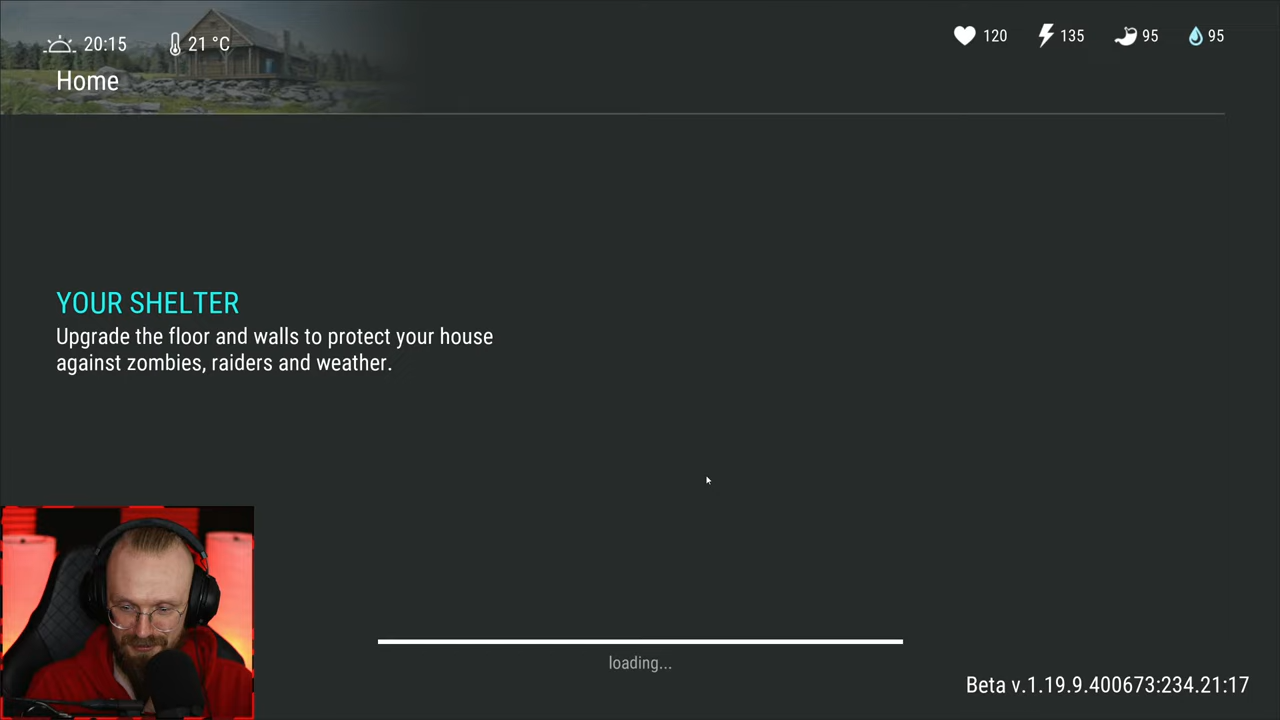 20:15 21 °C 120 135 95 95
Home
YOUR SHELTER
Upgrade the floor and walls to protect your house
against zombies, raiders and weather.
loading...
Beta v.1.19.9.400673:234.21:17